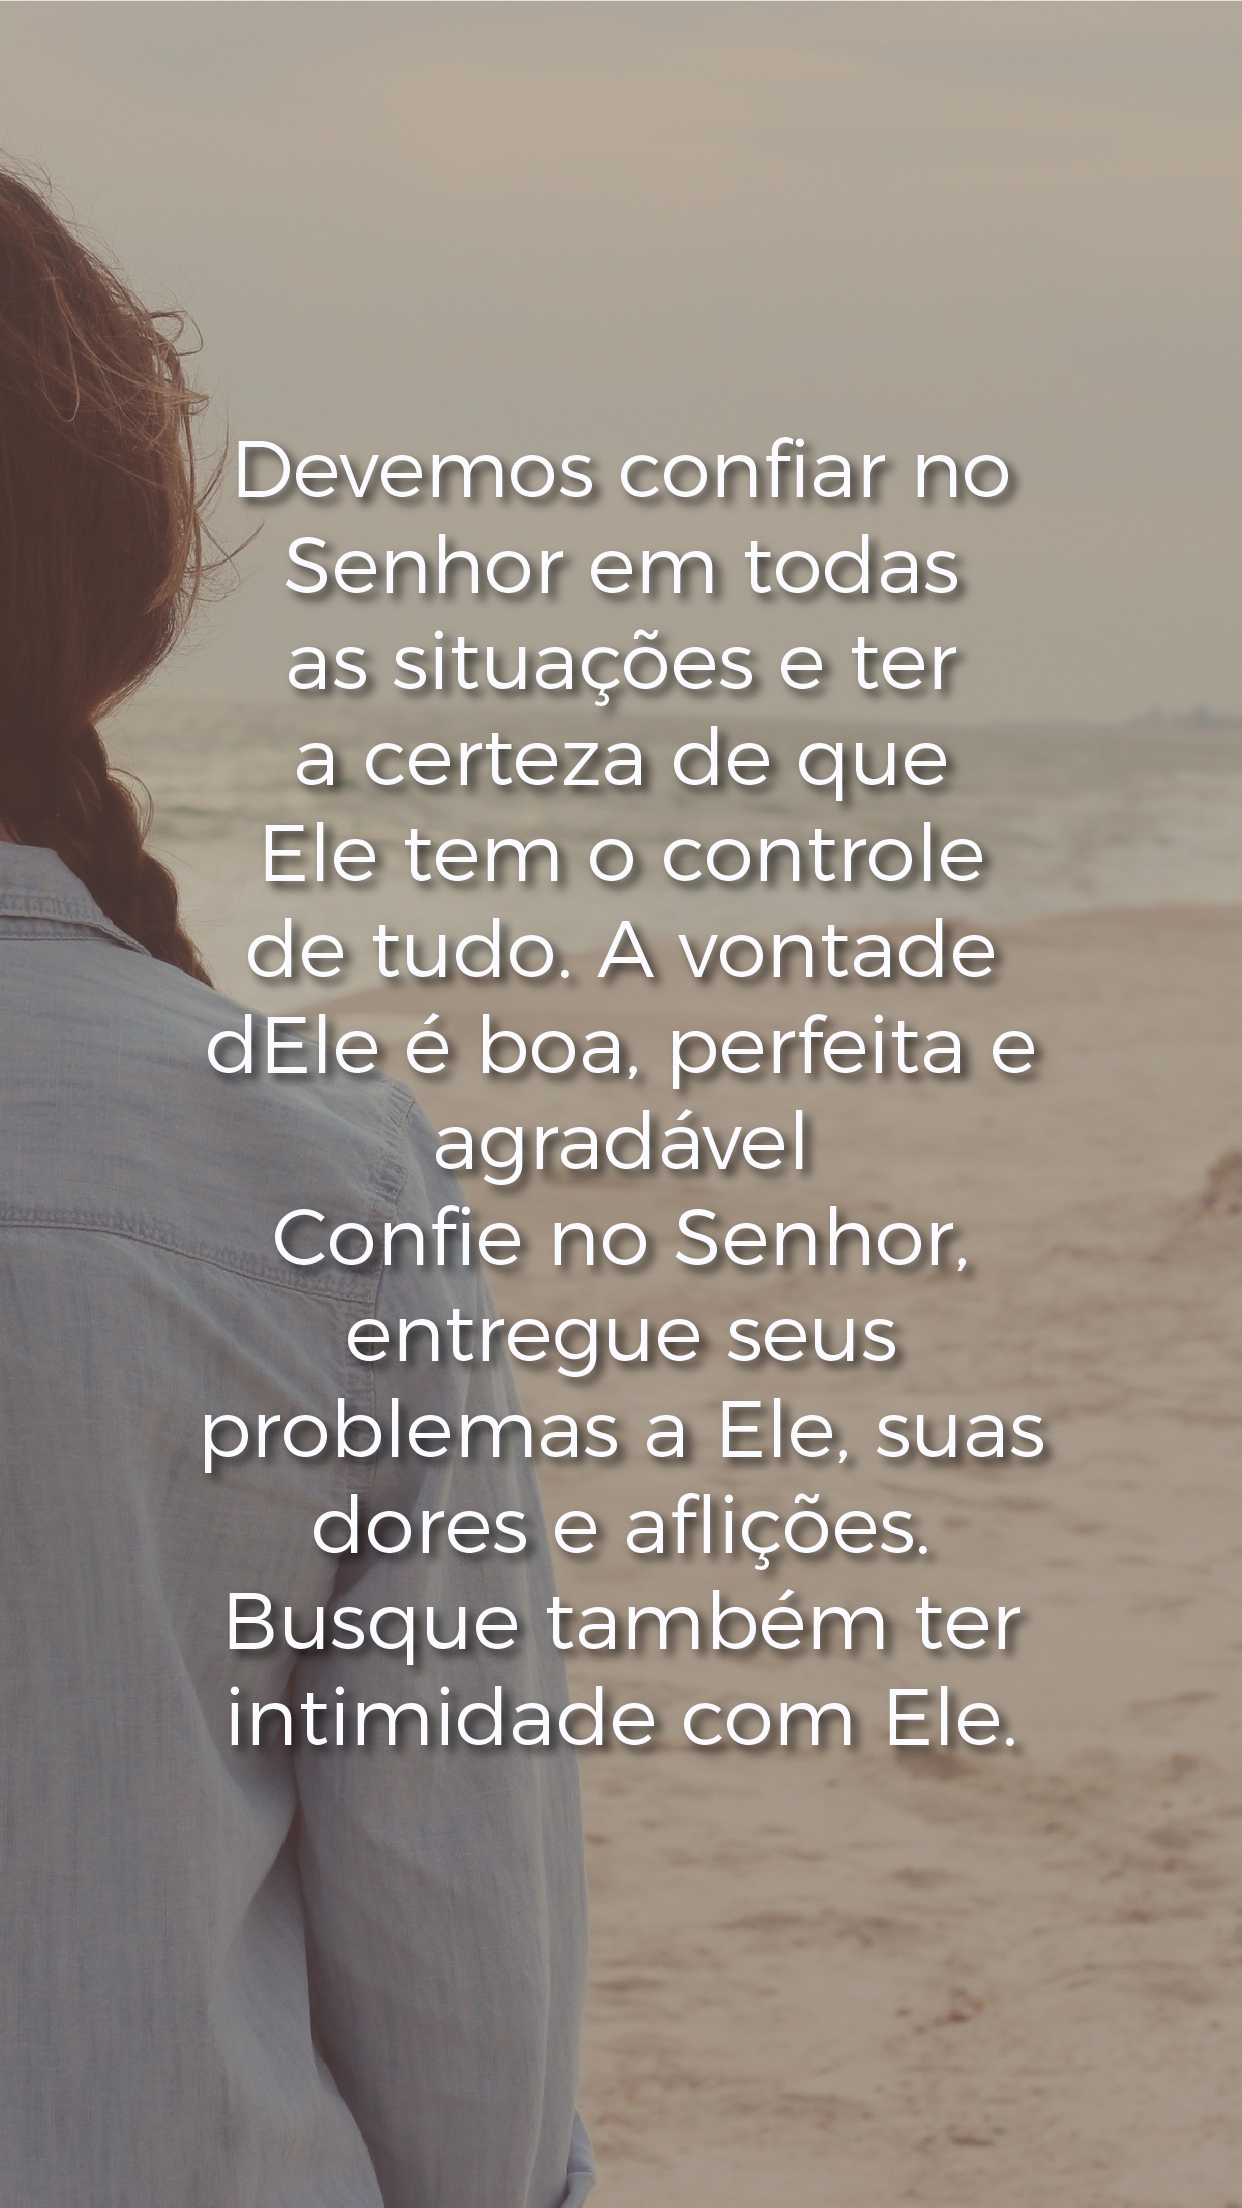 Devemos confiar no
Senhor em todas
as situações e ter
a certeza de que
Ele tem o controle
de tudo. A vontade
dEle é boa, perfeita e
agradável
Confie no Senhor,
entregue seus
problemas a Ele, suas
dores e aflições.
Busque também ter
intimidade com Ele.